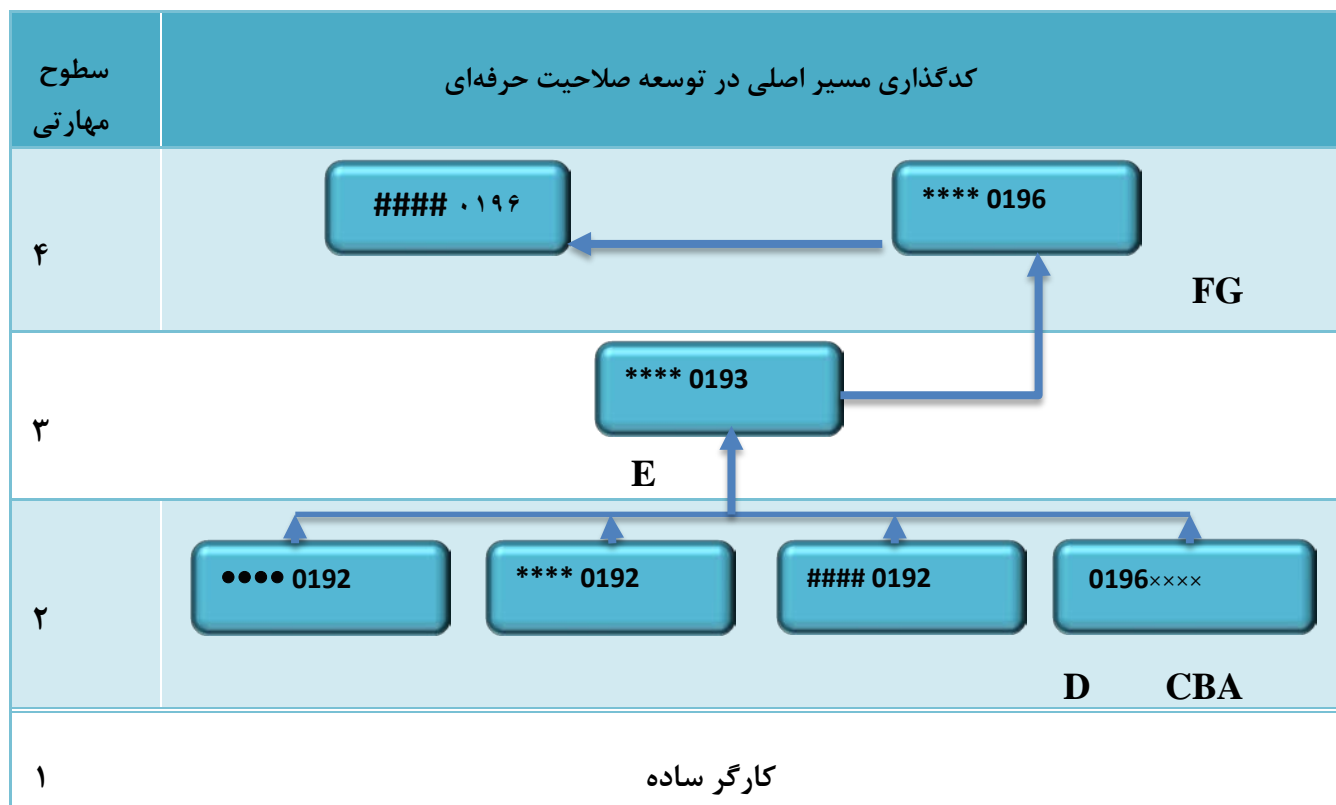 سطوح مهارتی
کدگذاری مسیر اصلی در توسعه صلاحیت حرفه‌ای
۴
**** 0196
#### ۰۱۹۶
FG
۳
**** 0193
E
۲
0196××××
#### 0192
**** 0192
●●●● 0192
D CBA
۱
کارگر ساده